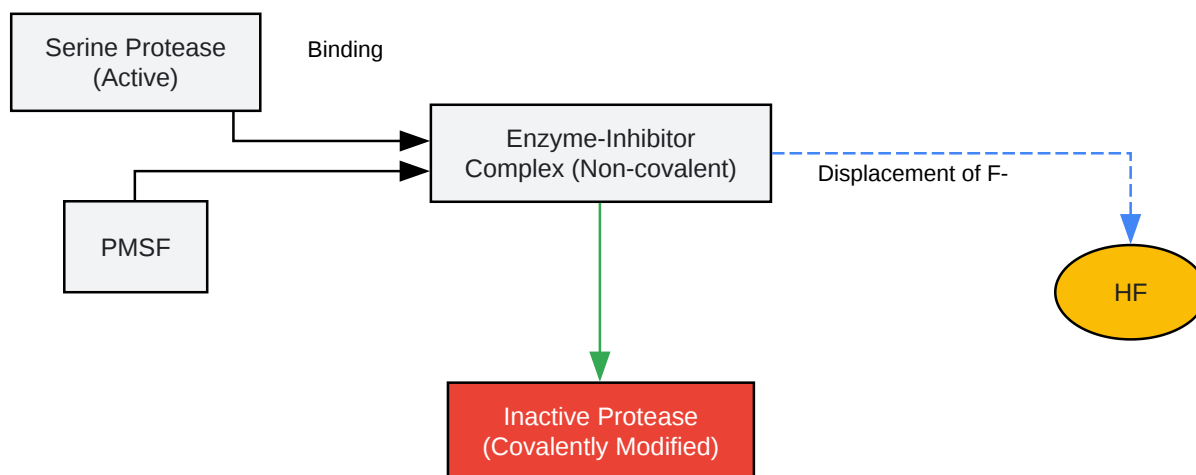 Serine Protease
(Active)
Binding
Enzyme-Inhibitor
Complex (Non-covalent)
Displacement of F-
PMSF
HF
Inactive Protease
(Covalently Modified)